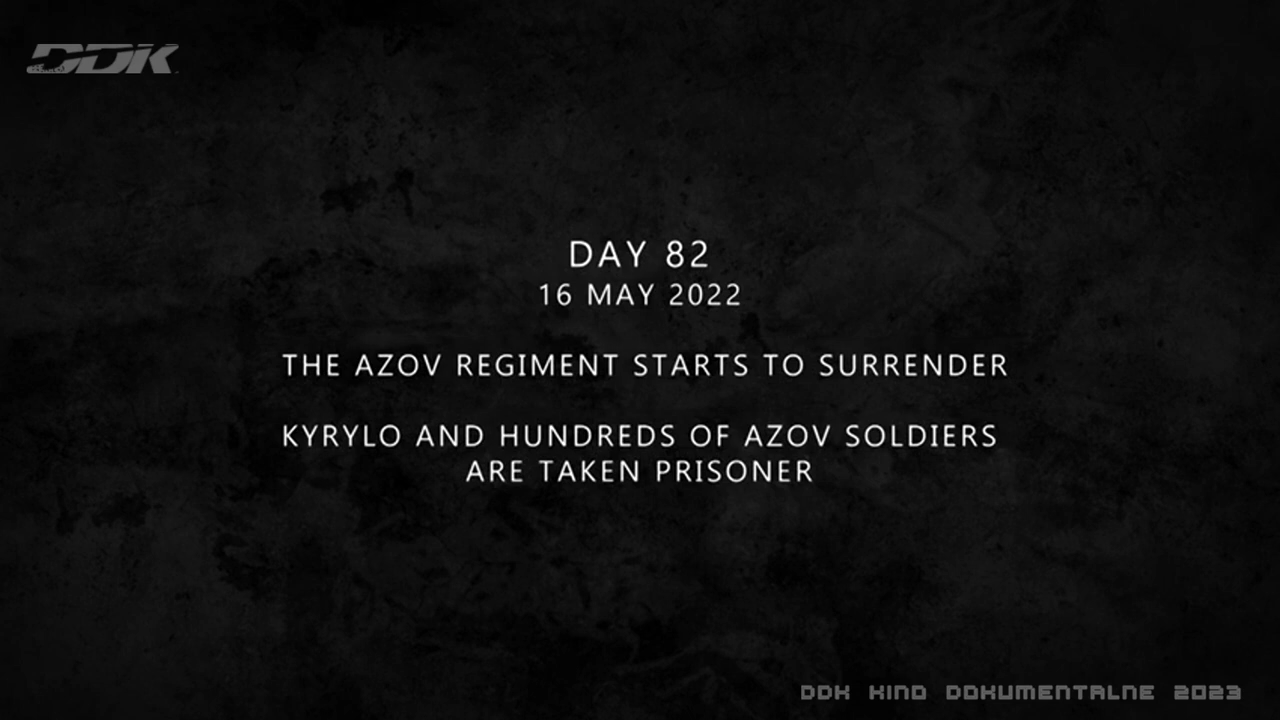 DDK
DAY 82
16 MAY 2022
THE AZOV REGIMENT STARTS TO SURRENDER
KYRYLO AND HUNDREDS OF AZOV SOLDIERS
ARE TAKEN PRISONER
DDK KINO DOKUMENTALNE 2023